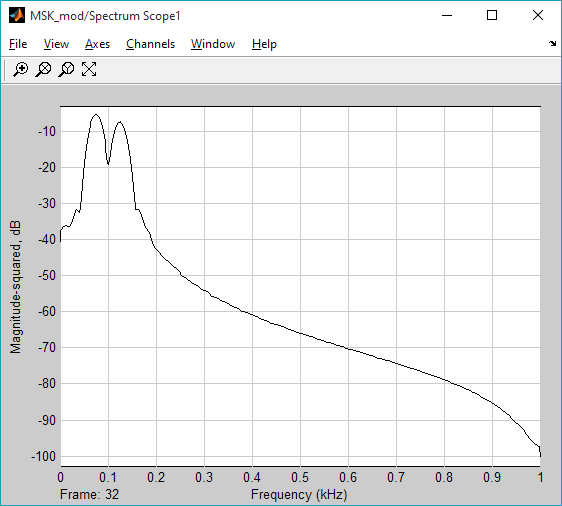 MSK_mod/Spectrum Scope1
File View Axes Channels Window Help
Magnitude-squared, dB
-10
-20
-30
-40
-50
-60
-70
-80
-90
-100
0 0.1 0.2 0.3 0.4 0.5 0.6 0.7 0.8 0.9 1
Frame: 32 Frequency (kHz)